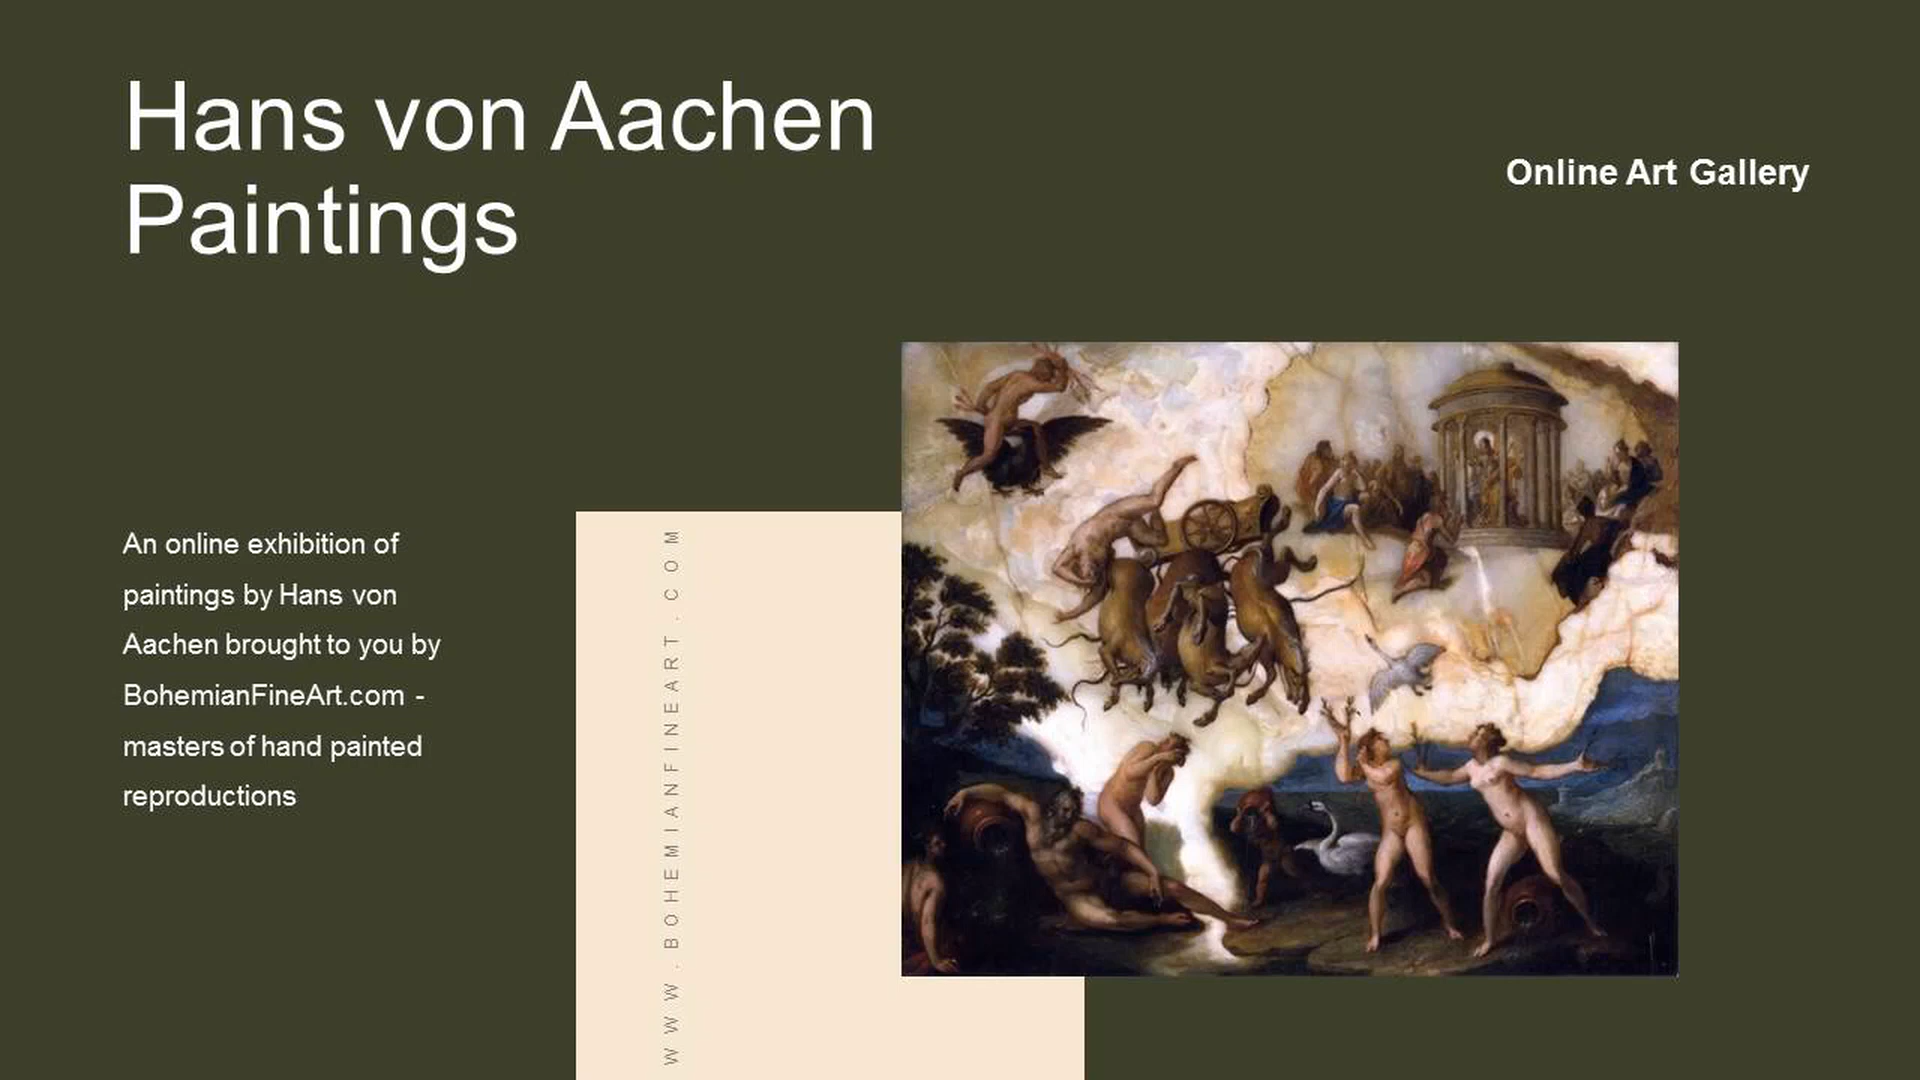 Hans von Aachen
Paintings
Online Art Gallery
An online exhibition of
paintings by Hans von
Aachen brought to you by
BohemianFineArt.com -
masters of hand painted
reproductions
WWW.BOHEMIANFINEART.COM